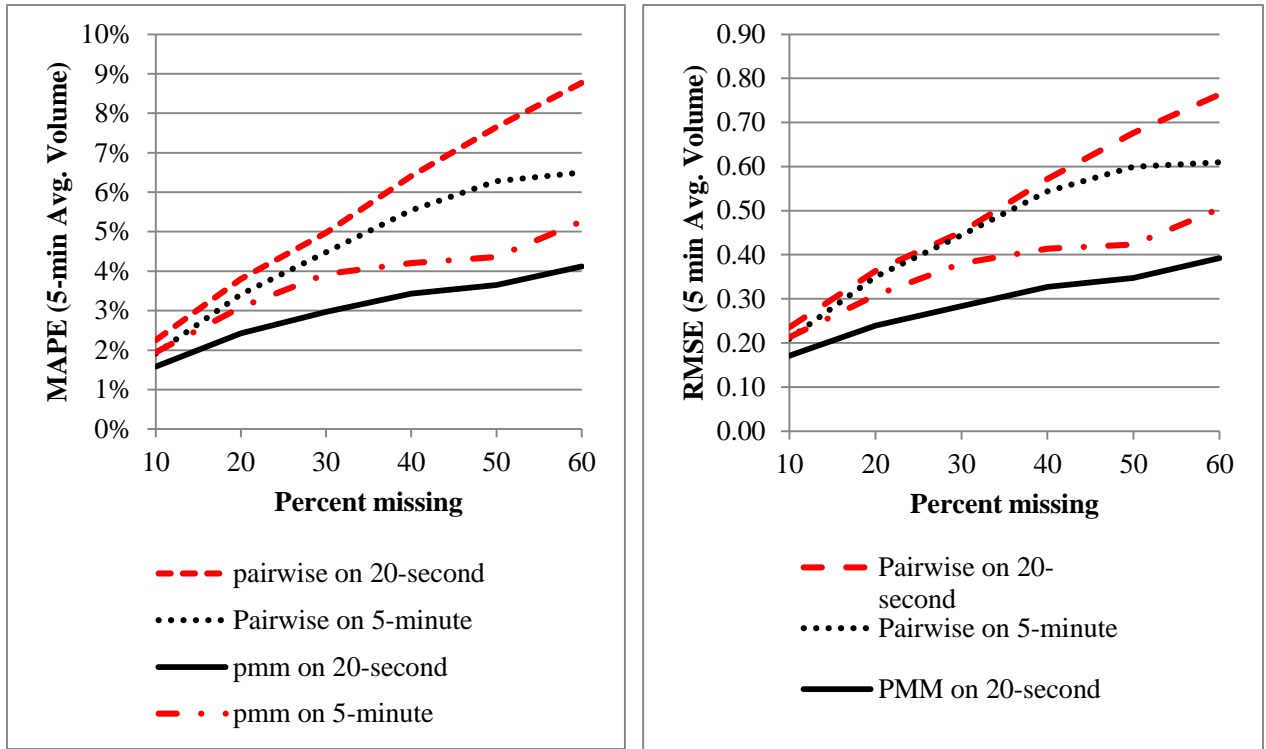 10%
9%
8%
7%
6%
5%
4%
3%
2%
1%
0%
MAPE (5-min Avg. Volume)
10 20 30 40 50 60
Percent missing
pairwise on 20-second
Pairwise on 5-minute
pmm on 20-second
pmm on 5-minute
0.90
0.80
0.70
0.60
0.50
0.40
0.30
0.20
0.10
0.00
RMSE (5 min Avg. Volume)
10 20 30 40 50 60
Percent missing
Pairwise on 20-
second
Pairwise on 5-minute
PMM on 20-second